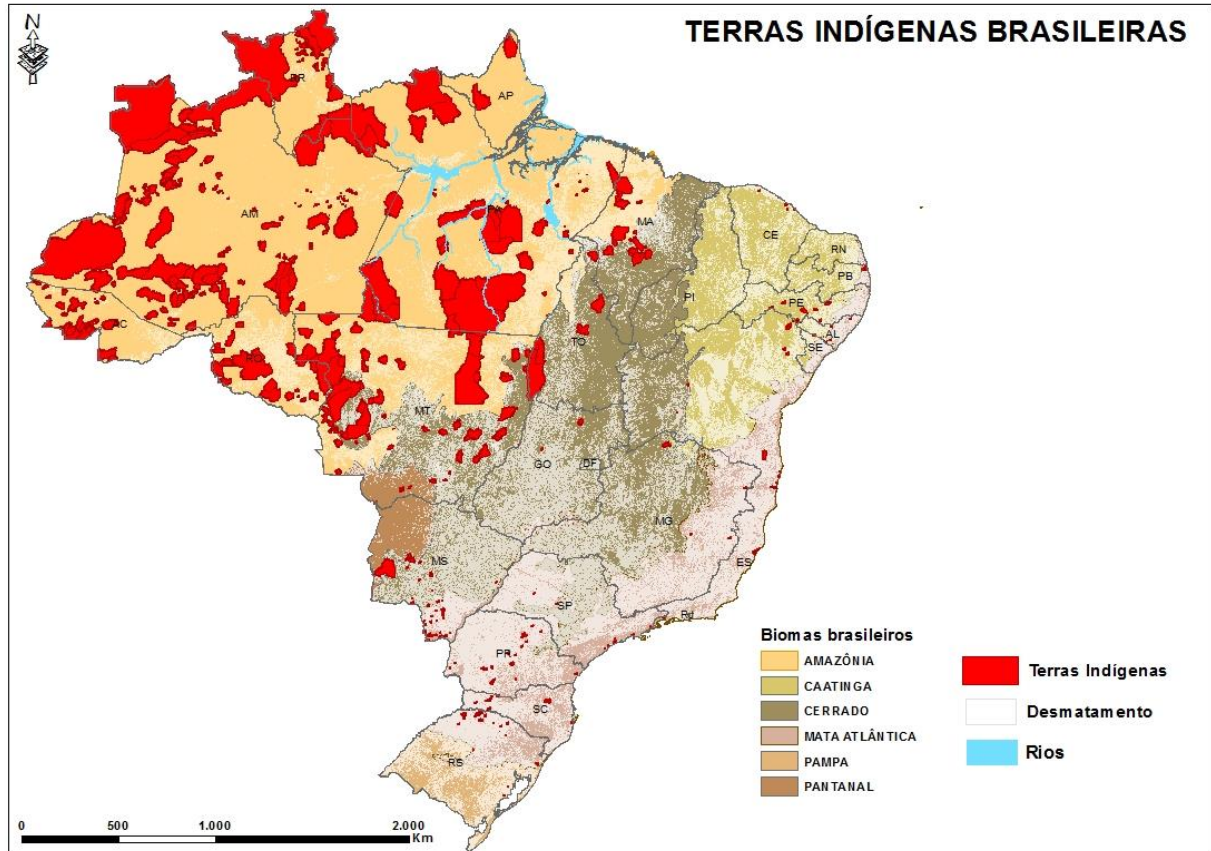 TERRAS INDÍGENAS BRASILEIRAS
N
RR
AP
AM
MA
CE
RN
PB
PI
PE
AC
AL
SE
TO
RO
MT
GO
DF
MG
MS
ES
SP
RJ
PR
SC
RS
Biomas brasileiros
AMAZÔNIA
CAATINGA
CERRADO
MATA ATLÂNTICA
PAMPA
PANTANAL
Terras Indígenas
Desmatamento
Rios
0 500 1.000 2.000
Km